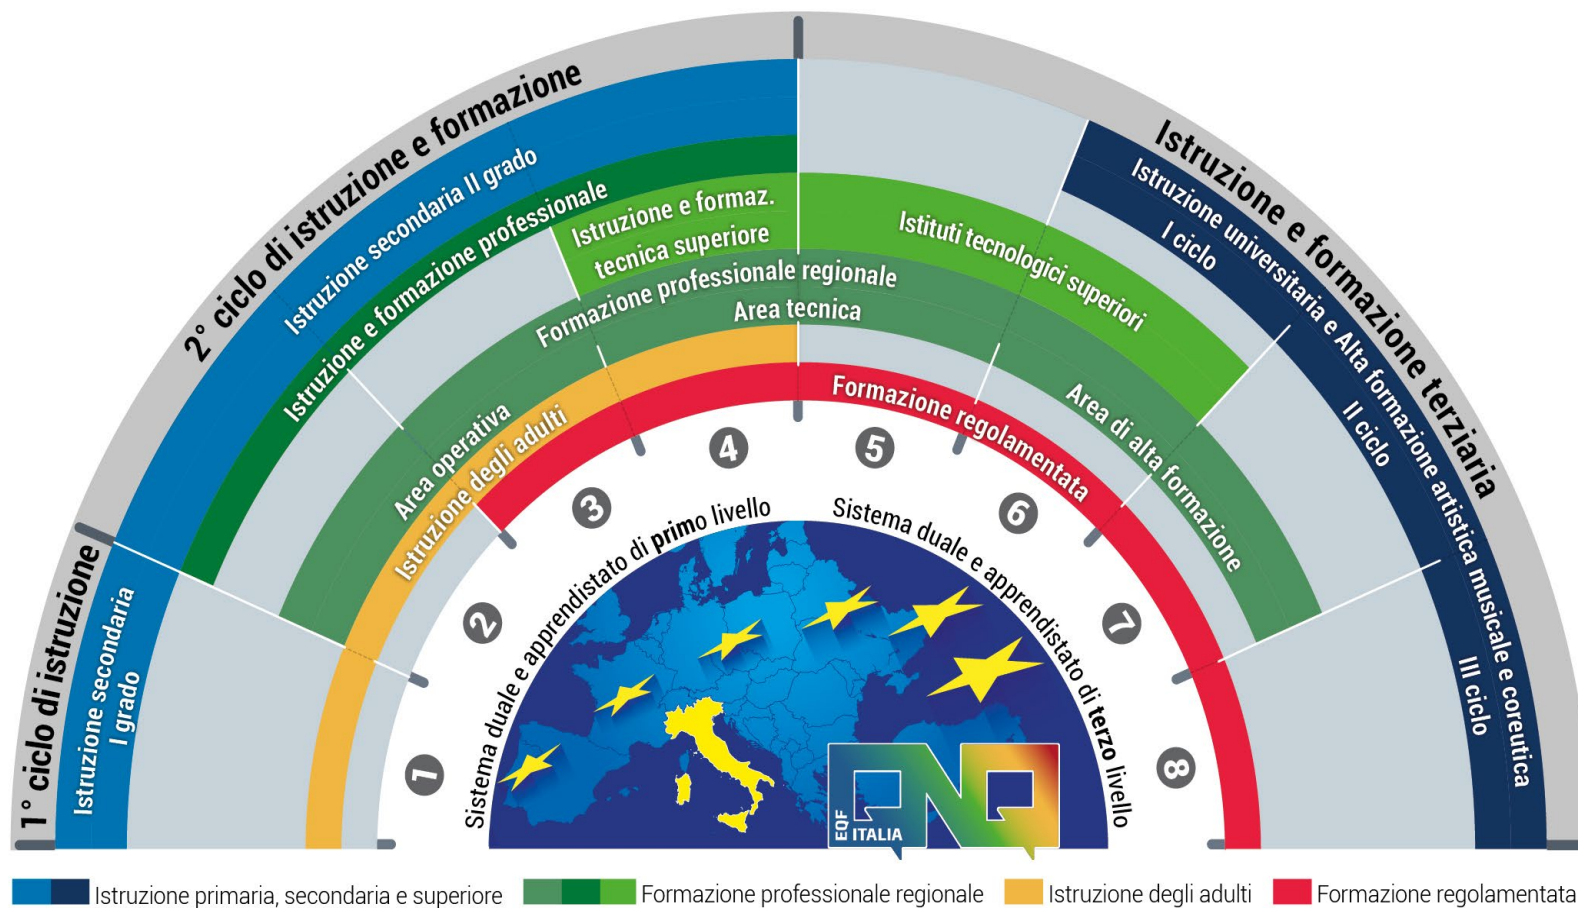 1° ciclo di istruzione
2° ciclo di istruzione e formazione
Istruzione e formazione terziaria
Istruzione secondaria
I grado
Istruzione secondaria II grado
Istruzione e formazione professionale
Istruzione e formaz.
tecnica superiore
Istituti tecnologici superiori
Istruzione universitaria e Alta formazione artistica musicale e coreutica
I ciclo
II ciclo
III ciclo
Formazione professionale regionale
Area operativa
Area tecnica
Area di alta formazione
Istruzione degli adulti
Formazione regolamentata
1
2
3
4
5
6
7
8
Sistema duale e apprendistato di primo livello
Sistema duale e apprendistato di terzo livello
EQF
ITALIA
QNQ
Istruzione primaria, secondaria e superiore
Formazione professionale regionale
Istruzione degli adulti
Formazione regolamentata